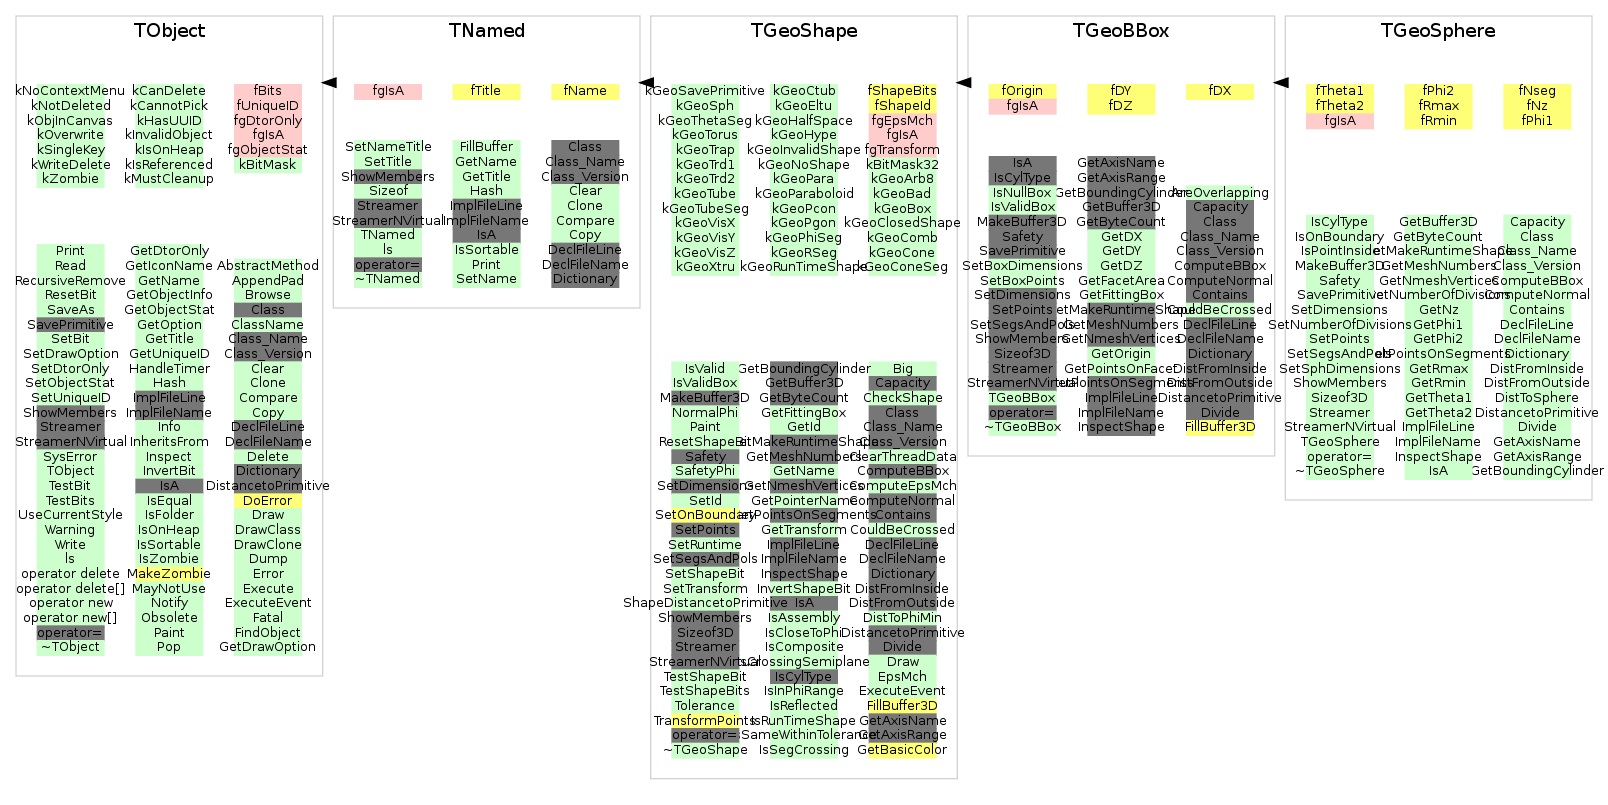 TObject
kNoContextMenu
kNotDeleted
kObjInCanvas
kOverwrite
kSingleKey
kWriteDelete
kZombie
kCanDelete
kCannotPick
kHasUUID
kInvalidObject
kIsOnHeap
kIsReferenced
kMustCleanup
fBits
fUniqueID
fgDtorOnly
fgIsA
fgObjectStat
kBitMask
Print
Read
RecursiveRemove
ResetBit
SaveAs
SavePrimitive
SetBit
SetDrawOption
SetDtorOnly
SetObjectStat
SetUniqueID
ShowMembers
Streamer
StreamerNVirtual
SysError
TObject
TestBit
TestBits
UseCurrentStyle
Warning
Write
ls
operator delete
operator delete[]
operator new
operator new[]
operator=
~TObject
GetDtorOnly
GetIconName
GetName
GetObjectInfo
GetObjectStat
GetOption
GetTitle
GetUniqueID
HandleTimer
Hash
ImplFileLine
ImplFileName
Info
InheritsFrom
Inspect
InvertBit
IsA
IsEqual
IsFolder
IsOnHeap
IsSortable
IsZombie
MakeZombie
MayNotUse
Notify
Obsolete
Paint
Pop
AbstractMethod
AppendPad
Browse
Class
ClassName
Class_Name
Class_Version
Clear
Clone
Compare
Copy
DeclFileLine
DeclFileName
Delete
Dictionary
DistancetoPrimitive
DoError
Draw
DrawClass
DrawClone
Dump
Error
Execute
ExecuteEvent
Fatal
FindObject
GetDrawOption
TNamed
fgIsA
fTitle
fName
SetNameTitle
SetTitle
ShowMembers
Sizeof
Streamer
StreamerNVirtual
TNamed
ls
operator=
~TNamed
FillBuffer
GetName
GetTitle
Hash
ImplFileLine
ImplFileName
IsA
IsSortable
Print
SetName
Class
Class_Name
Class_Version
Clear
Clone
Compare
Copy
DeclFileLine
DeclFileName
Dictionary
TGeoShape
kGeoSavePrimitive
kGeoSph
kGeoThetaSeg
kGeoTorus
kGeoTrap
kGeoTrd1
kGeoTrd2
kGeoTube
kGeoTubeSeg
kGeoVisX
kGeoVisY
kGeoVisZ
kGeoXtru
kGeoCtub
kGeoEltu
kGeoHalfSpace
kGeoHype
kGeoInvalidShape
kGeoNoShape
kGeoPara
kGeoParaboloid
kGeoPcon
kGeoPgon
kGeoPhiSeg
kGeoRSeg
kGeoRunTimeShape
fShapeBits
fShapeId
fgEpsMch
fgIsA
fgTransform
kBitMask32
kGeoArb8
kGeoBad
kGeoBox
kGeoClosedShape
kGeoComb
kGeoCone
kGeoConeSeg
IsValid
IsValidBox
MakeBuffer3D
NormalPhi
Paint
ResetShapeBit
Safety
SafetyPhi
SetDimensions
SetId
SetOnBoundary
SetPoints
SetRuntime
SetSegsAndPols
SetShapeBit
SetTransform
ShapeDistancetoPrimitive
ShowMembers
Sizeof3D
Streamer
StreamerNVirtual
TestShapeBit
TestShapeBits
Tolerance
TransformPoints
operator=
~TGeoShape
GetBoundingCylinder
GetBuffer3D
GetByteCount
GetFittingBox
GetId
tMakeRuntimeShape
GetMeshNumbers
GetName
GetNmeshVertices
GetPointerName
etPointsOnSegments
GetTransform
ImplFileLine
ImplFileName
InspectShape
InvertShapeBit
IsA
IsAssembly
IsCloseToPhi
IsComposite
IsCrossingSemiplane
IsCylType
IsInPhiRange
IsReflected
IsRunTimeShape
sSameWithinTolerance
IsSegCrossing
Big
Capacity
CheckShape
Class
Class_Name
Class_Version
ClearThreadData
ComputeBBox
ComputeEpsMch
ComputeNormal
Contains
CouldBeCrossed
DeclFileLine
DeclFileName
Dictionary
DistFromInside
DistFromOutside
DistToPhiMin
DistancetoPrimitive
Divide
Draw
EpsMch
ExecuteEvent
FillBuffer3D
GetAxisName
GetAxisRange
GetBasicColor
TGeoBBox
fOrigin
fgIsA
fDY
fDZ
fDX
IsA
IsCylType
IsNullBox
IsValidBox
MakeBuffer3D
Safety
SavePrimitive
SetBoxDimensions
SetBoxPoints
SetDimensions
SetPoints
SetSegsAndPols
ShowMembers
Sizeof3D
Streamer
StreamerNVirtual
TGeoBBox
operator=
~TGeoBBox
GetAxisName
GetAxisRange
GetBoundingCylinder
GetBuffer3D
GetByteCount
GetDX
GetDY
GetDZ
GetFacetArea
GetFittingBox
etMakeRuntimeShape
GetMeshNumbers
GetNmeshVertices
GetOrigin
GetPointsOnFacet
etPointsOnSegments
ImplFileLine
ImplFileName
InspectShape
AreOverlapping
Capacity
Class
Class_Name
Class_Version
ComputeBBox
ComputeNormal
Contains
CouldBeCrossed
DeclFileLine
DeclFileName
Dictionary
DistFromInside
DistFromOutside
DistancetoPrimitive
Divide
FillBuffer3D
TGeoSphere
fTheta1
fTheta2
fgIsA
fPhi2
fRmax
fRmin
fNseg
fNz
fPhi1
IsCylType
IsOnBoundary
IsPointInside
MakeBuffer3D
Safety
SavePrimitive
SetDimensions
SetNumberOfDivisions
SetPoints
SetSegsAndPols
SetSphDimensions
ShowMembers
Sizeof3D
Streamer
StreamerNVirtual
TGeoSphere
operator=
~TGeoSphere
GetBuffer3D
GetByteCount
etMakeRuntimeShape
GetMeshNumbers
GetNmeshVertices
etNumberOfDivisions
GetNz
GetPhi1
GetPhi2
etPointsOnSegments
GetRmax
GetRmin
GetTheta1
GetTheta2
ImplFileLine
ImplFileName
InspectShape
IsA
Capacity
Class
Class_Name
Class_Version
ComputeBBox
ComputeNormal
Contains
DeclFileLine
DeclFileName
Dictionary
DistFromInside
DistFromOutside
DistToSphere
DistancetoPrimitive
Divide
GetAxisName
GetAxisRange
GetBoundingCylinder